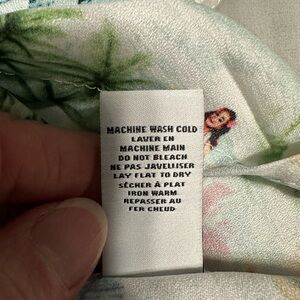 MACHINE WASH COLD
LAVER EN
MACHINE MAIN
DO NOT BLEACH
NE PAS JAVELLISER
LAY FLAT TO DRY
SÉCHER À PLAT
IRON WARM
REPASSER AU
FER CHEUD